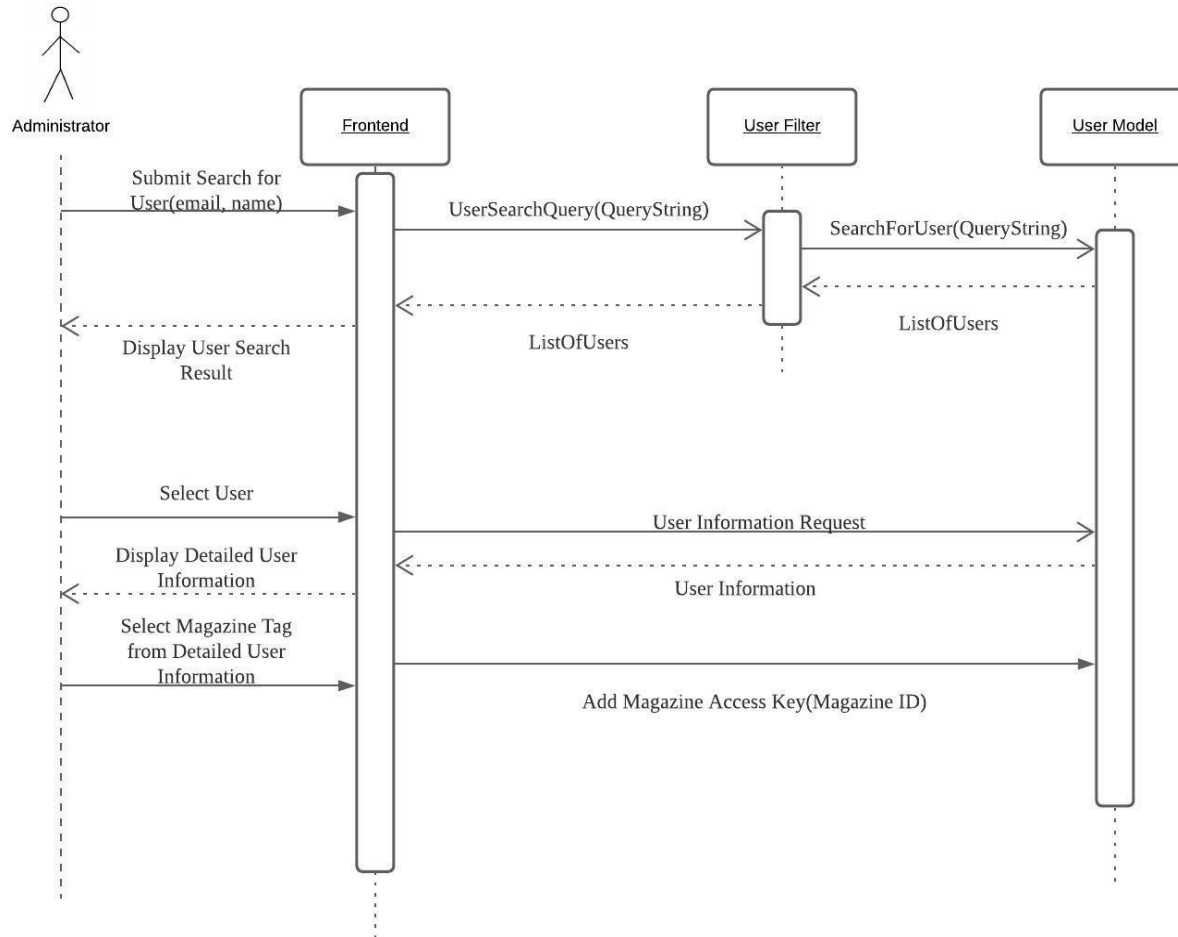 Administrator
Frontend
User Filter
User Model
Submit Search for
User(email, name)
UserSearchQuery(QueryString)
SearchForUser(QueryString)
ListOfUsers
ListOfUsers
Display User Search
Result
Select User
User Information Request
Display Detailed User
Information
User Information
Select Magazine Tag
from Detailed User
Information
Add Magazine Access Key(Magazine ID)